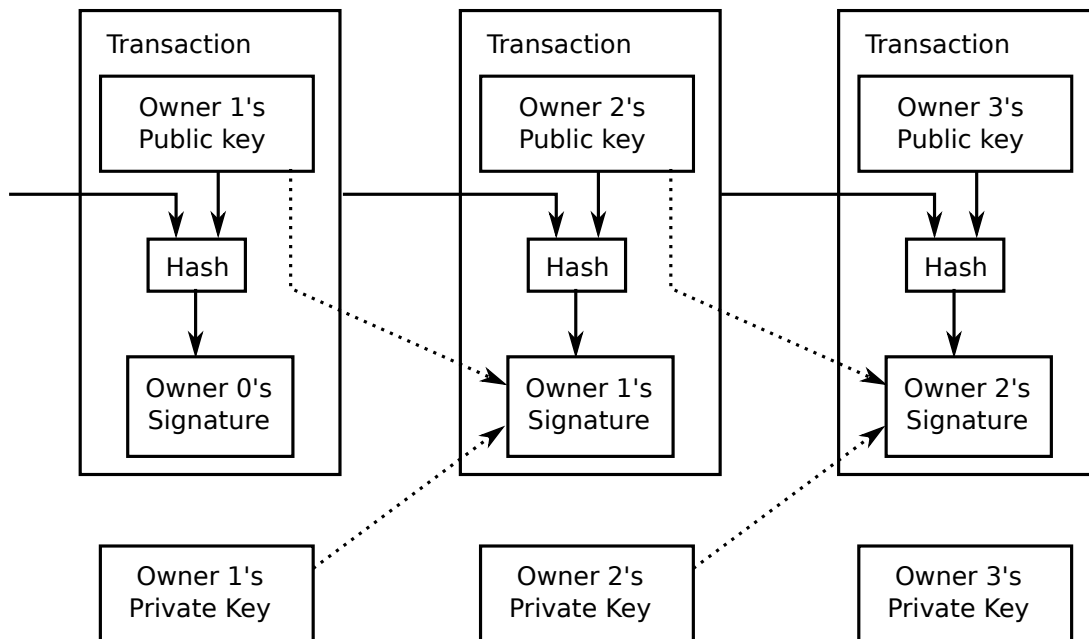 Transaction
Owner 1's
Public key
Hash
Owner 0's
Signature
Transaction
Owner 2's
Public key
Hash
Owner 1's
Signature
Transaction
Owner 3's
Public key
Hash
Owner 2's
Signature
Owner 1's
Private Key
Owner 2's
Private Key
Owner 3's
Private Key